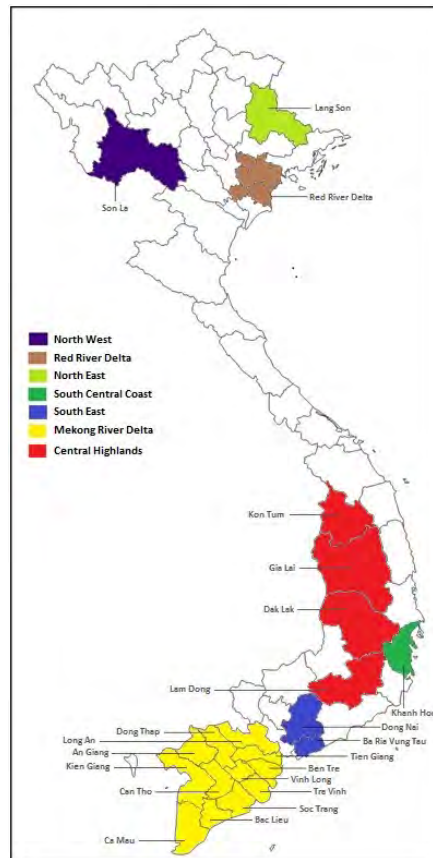 Lang Son
Red River Delta
Son La
North West
Red River Delta
North East
South Central Coast
South East
Mekong River Delta
Central Highlands
Kon Tum
Gia Lai
Dak Lak
Lam Dong
Khanh Hoa
Dong Nai
Ba Ria Vung Tau
Dong Thap
Long An
An Giang
Kien Giang
Tien Giang
Ben Tre
Vinh Long
Can Tho
Tra Vinh
Soc Trang
Bac Lieu
Ca Mau